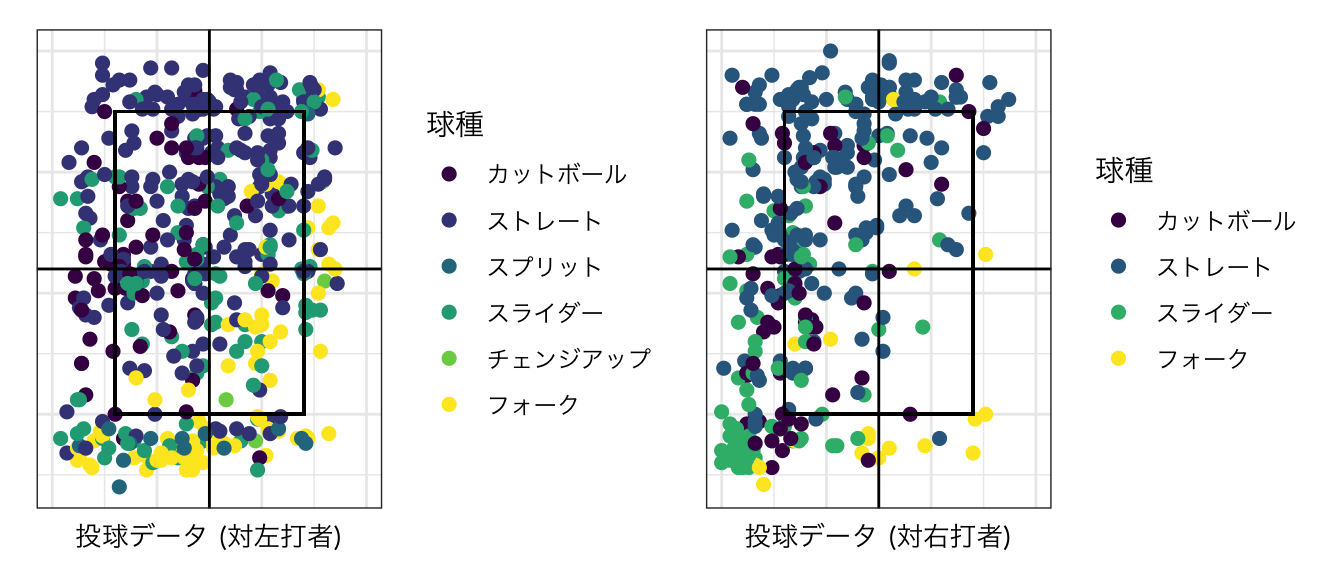 球種
カットボール
ストレート
スプリット
スライダー
チェンジアップ
フォーク
投球データ (対左打者)
球種
カットボール
ストレート
スライダー
フォーク
投球データ (対右打者)